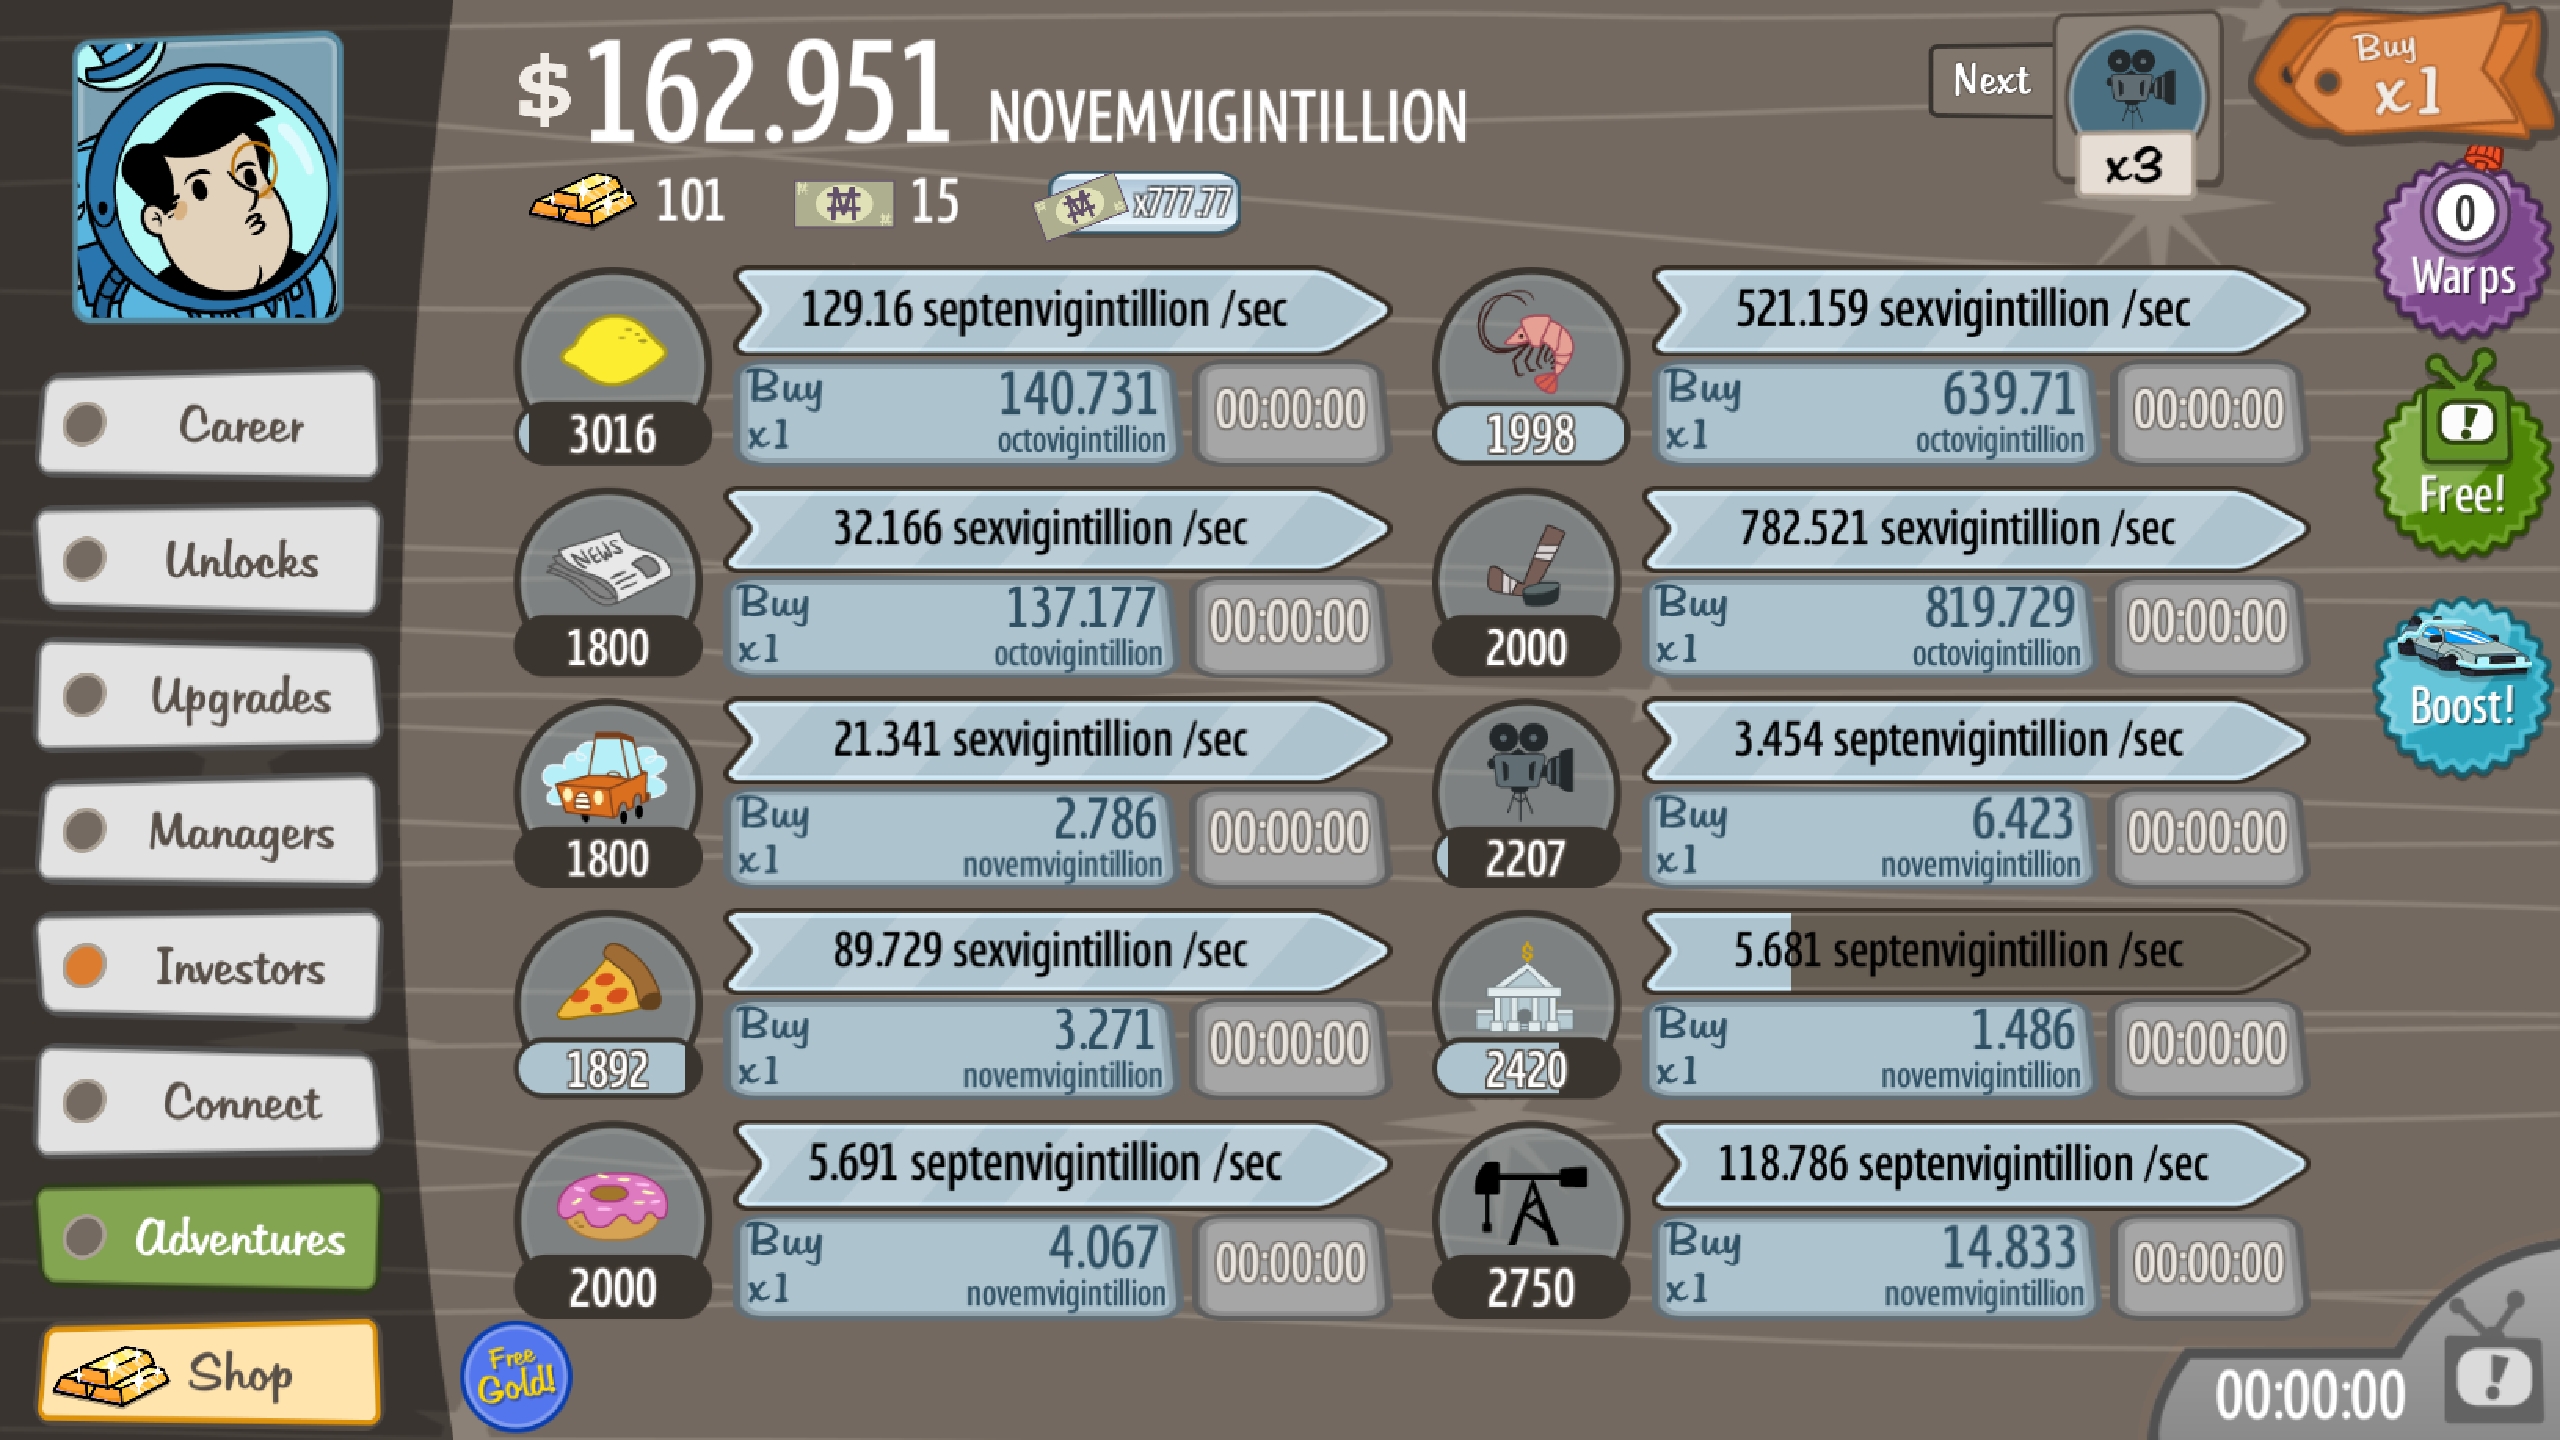 $162.951 NOVEMVIGINTILLION
Next
x3
Buy
x1
101
15
x777.77
0
Warps
Free!
Boost!
Career
Unlocks
Upgrades
Managers
Investors
Connect
Adventures
Shop
129.16 septenvigintillion /sec
3016
Buy
x1
140.731
octovigintillion
00:00:00
NEWS
32.166 sexvigintillion /sec
1800
Buy
x1
137.177
octovigintillion
00:00:00
21.341 sexvigintillion /sec
1800
Buy
x1
2.786
novemvigintillion
00:00:00
89.729 sexvigintillion /sec
1892
Buy
x1
3.271
novemvigintillion
00:00:00
5.691 septenvigintillion /sec
2000
Buy
x1
4.067
novemvigintillion
00:00:00
521.159 sexvigintillion /sec
1998
Buy
x1
639.71
octovigintillion
00:00:00
782.521 sexvigintillion /sec
2000
Buy
x1
819.729
octovigintillion
00:00:00
3.454 septenvigintillion /sec
2207
Buy
x1
6.423
novemvigintillion
00:00:00
5.681 septenvigintillion /sec
2420
Buy
x1
1.486
novemvigintillion
00:00:00
118.786 septenvigintillion /sec
2750
Buy
x1
14.833
novemvigintillion
00:00:00
Free
Gold!
00:00:00